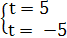 t = 5
t = -5